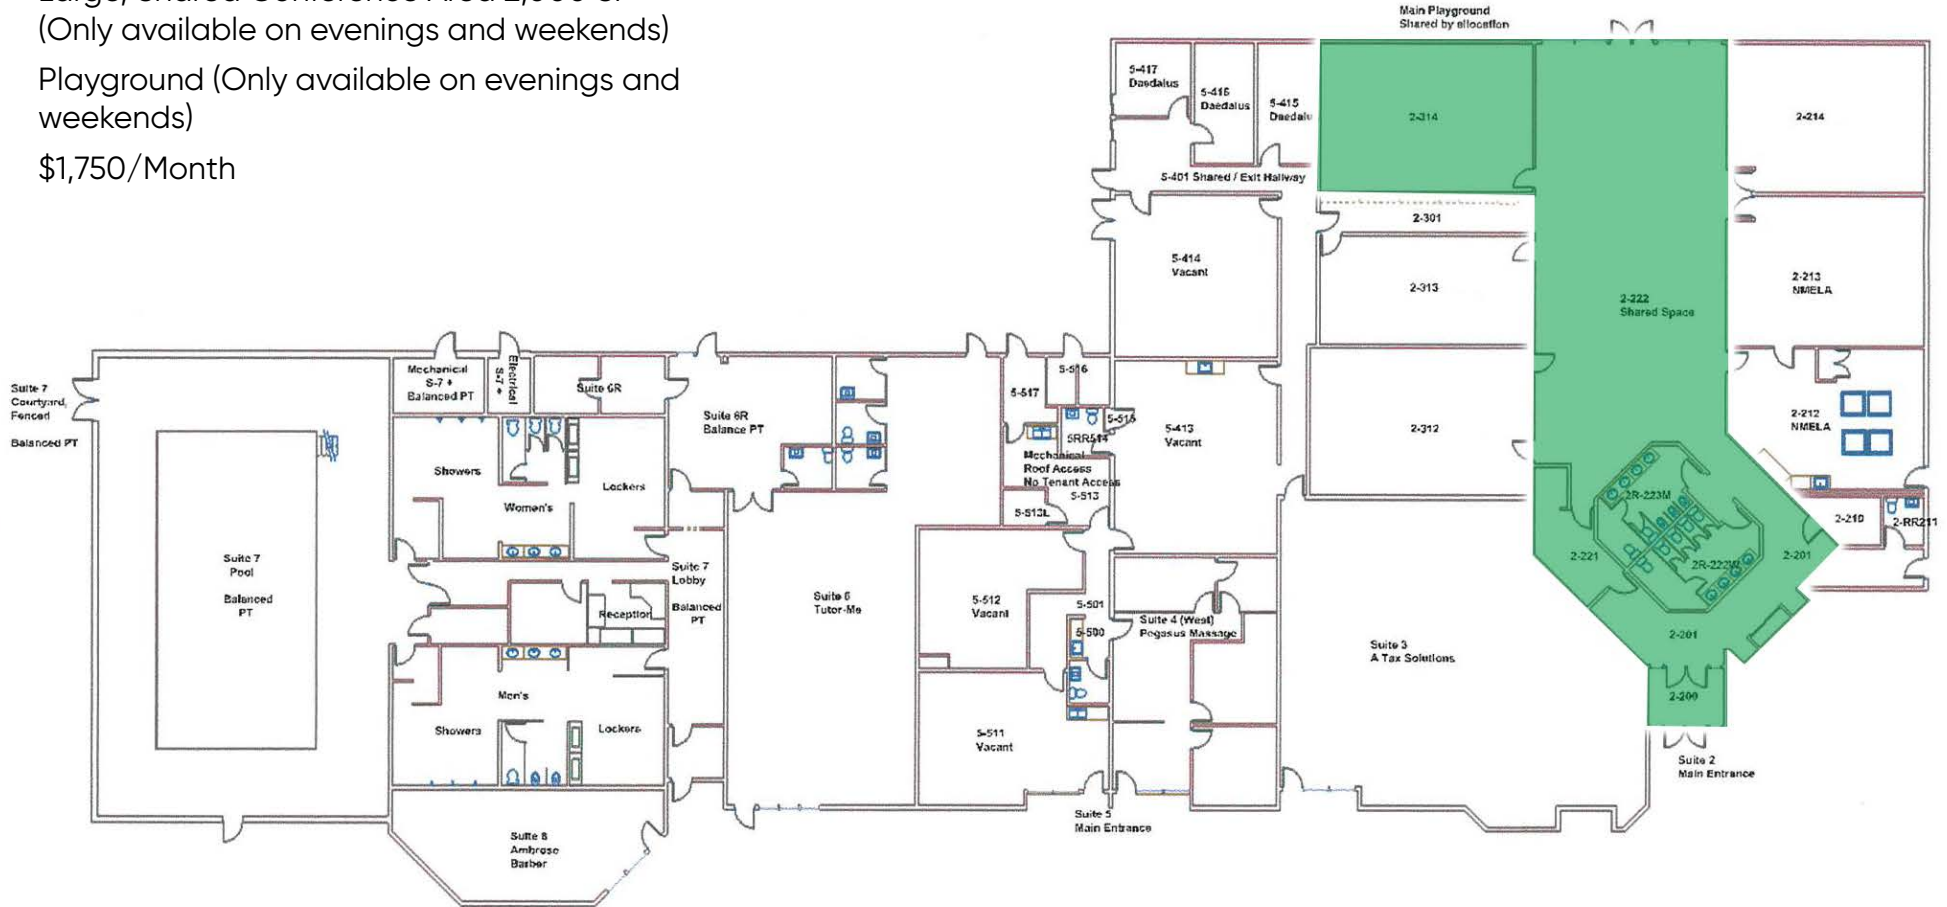 (Only available on evenings and weekends)
Playground (Only available on evenings and
weekends)
$1,750/Month
Main Playground
Shared by allocation
5-417
Daedalus
5-416
Daedalus
5-415
Daedalu
2-314
2-214
S-401 Shared / Exit Hallway
2-301
5-414
Vacant
2-313
2-222
Shared Space
2-213
NMELA
Suite 7
Courtyard,
Fenced
Balanced PT
Mechanical
S-7 +
Balanced PT
Electrical
S-7 +
Suite 6R
Suite 6R
Balance PT
5-517
5-516
5-515
5RR514
Mechanical
Roof Access
No Tenant Access
5-513
5-513L
5-413
Vacant
2-312
2-212
NMELA
Showers
Lockers
Women's
2R-223M
2R-222W
2-210
2-RR211
2-221
2-201
Suite 7
Pool
Balanced
PT
Suite 7
Lobby
Balanced
PT
Reception
Suite 6
Tutor-Me
5-512
Vacant
5-501
5-500
Suite 4 (West)
Pegasus Massage
Suite 3
A Tax Solutions
2-201
2-200
Men's
Showers
Lockers
5-511
Vacant
Suite 2
Main Entrance
Suite 5
Main Entrance
Suite 8
Ambrose
Barber